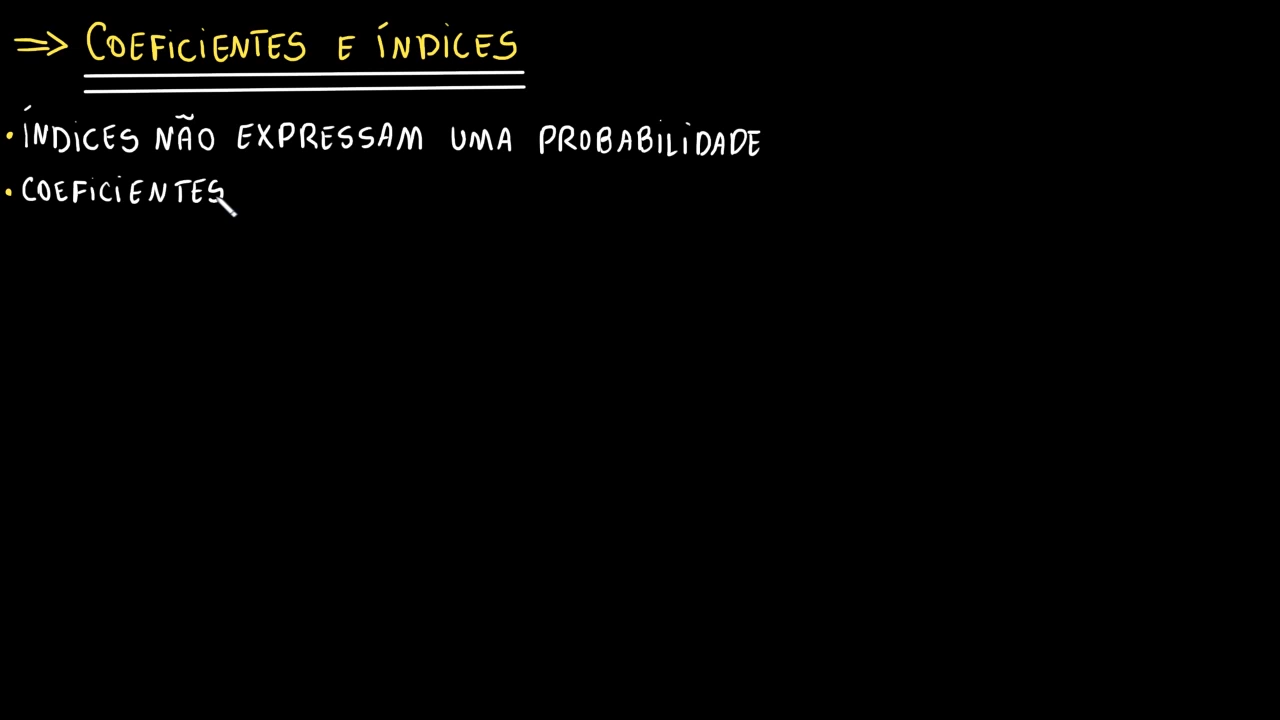 ⇒ COEFICIENTES E ÍNDICES
• ÍNDICES NÃO EXPRESSAM UMA PROBABILIDADE
• COEFICIENTES